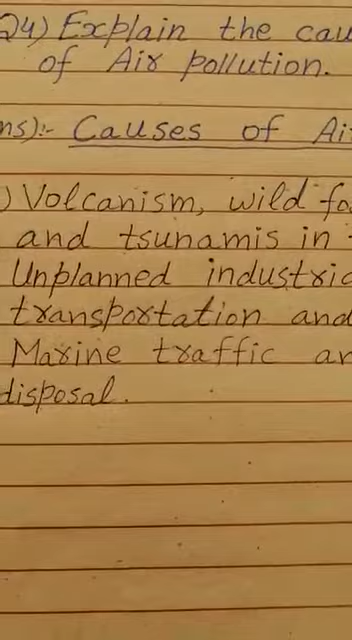 Q4) Explain the cau
of Air pollution.
ns):- Causes of Ai
) Volcanism, wild fo
and tsunamis in
Unplanned industri
transportation and
Marine traffic an
disposal.